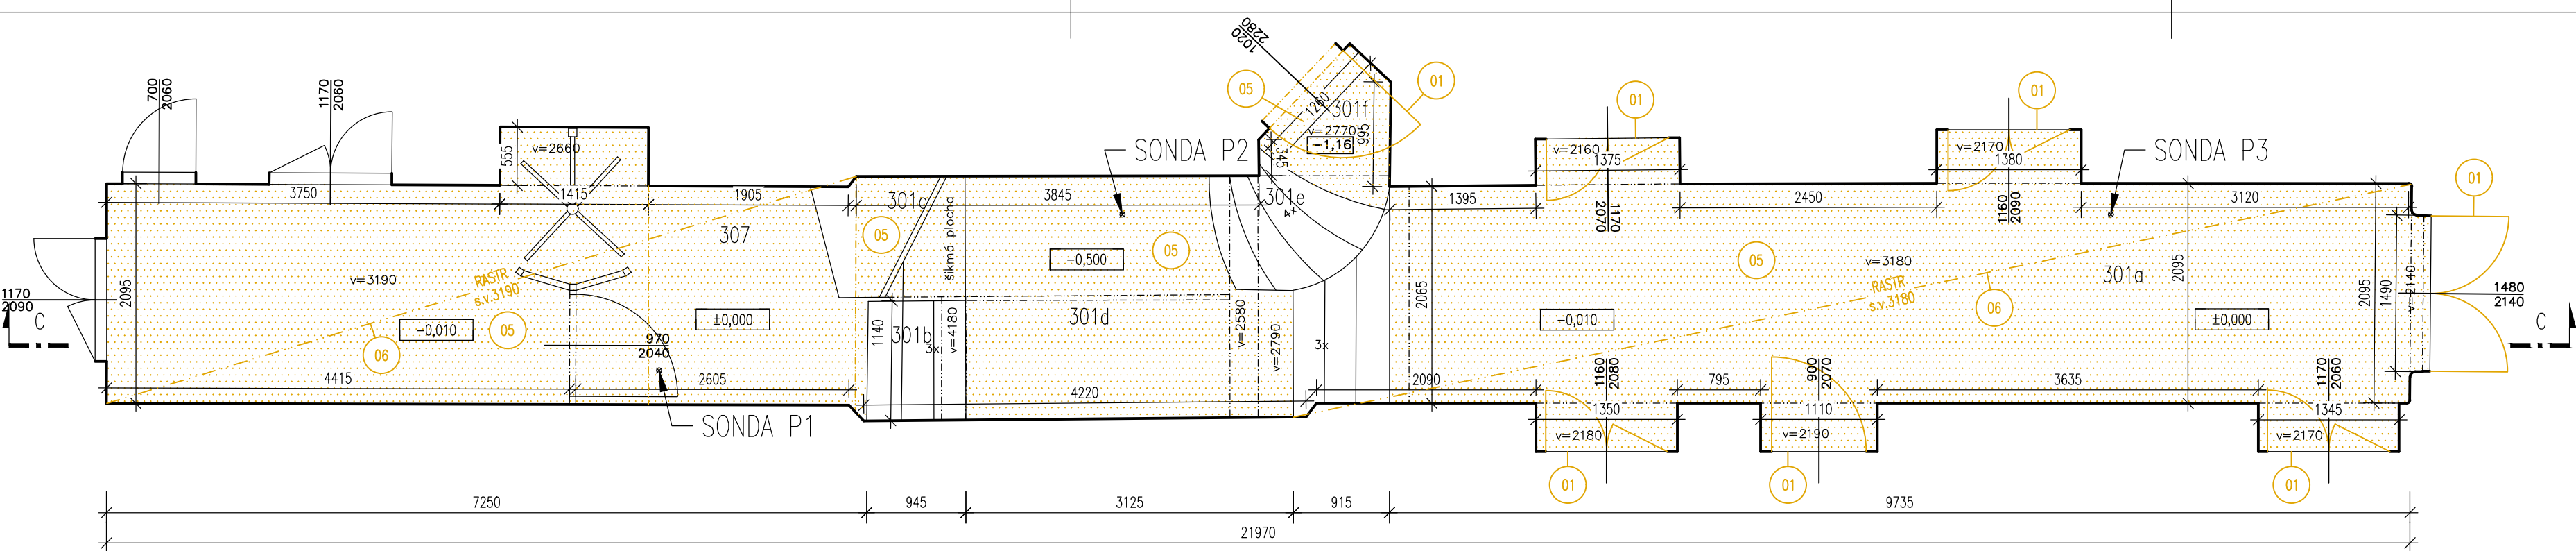 1020
2280
700
2060
1170
2060
05
01
01
01
1260
301f
v=2770
-1,16
995
345
v=2660
555
SONDA P2
v=2160
1375
v=2170
1380
SONDA P3
01
3750
1415
1905
301c
3845
301e
4x
1395
1170
2070
2450
1160
2090
3120
307
05
šikmá plocha
05
-0,500
05
v=3190
RASTR
s.v.3190
2095
1170
2090
C
-0,010
05
±0,000
06
970
2040
1140
301b
3x
v=4180
301d
v=2580
v=2790
3x
2065
-0,010
v=3180
RASTR
s.v.3180
06
301a
2095
±0,000
2095
1490
v=2140
1480
2140
C
4415
2605
4220
2090
1160
2080
795
900
2070
3635
1170
2060
SONDA P1
1350
v=2180
1110
v=2190
1345
v=2170
01
01
01
7250
945
3125
915
9735
21970